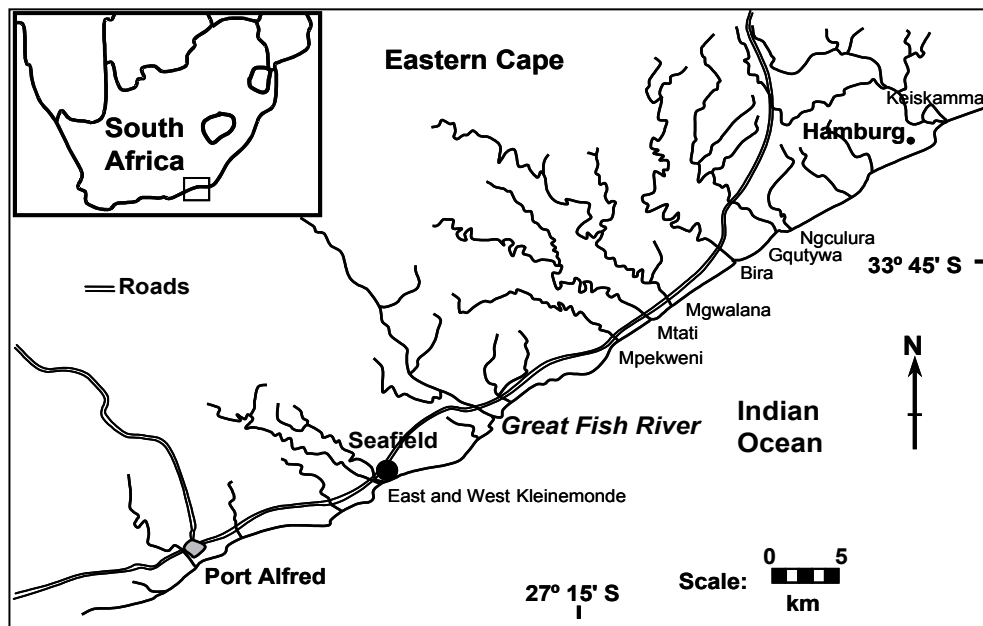 Eastern Cape
South
Africa
Keiskamma
Hamburg
Ngculura
Gqutywa
33º 45' S
Bira
Roads
Mgwalana
Mtati
Mpekweni
N
Indian
Ocean
Great Fish River
Seafield
East and West Kleinemonde
Port Alfred
0 5
Scale:
km
27º 15' S